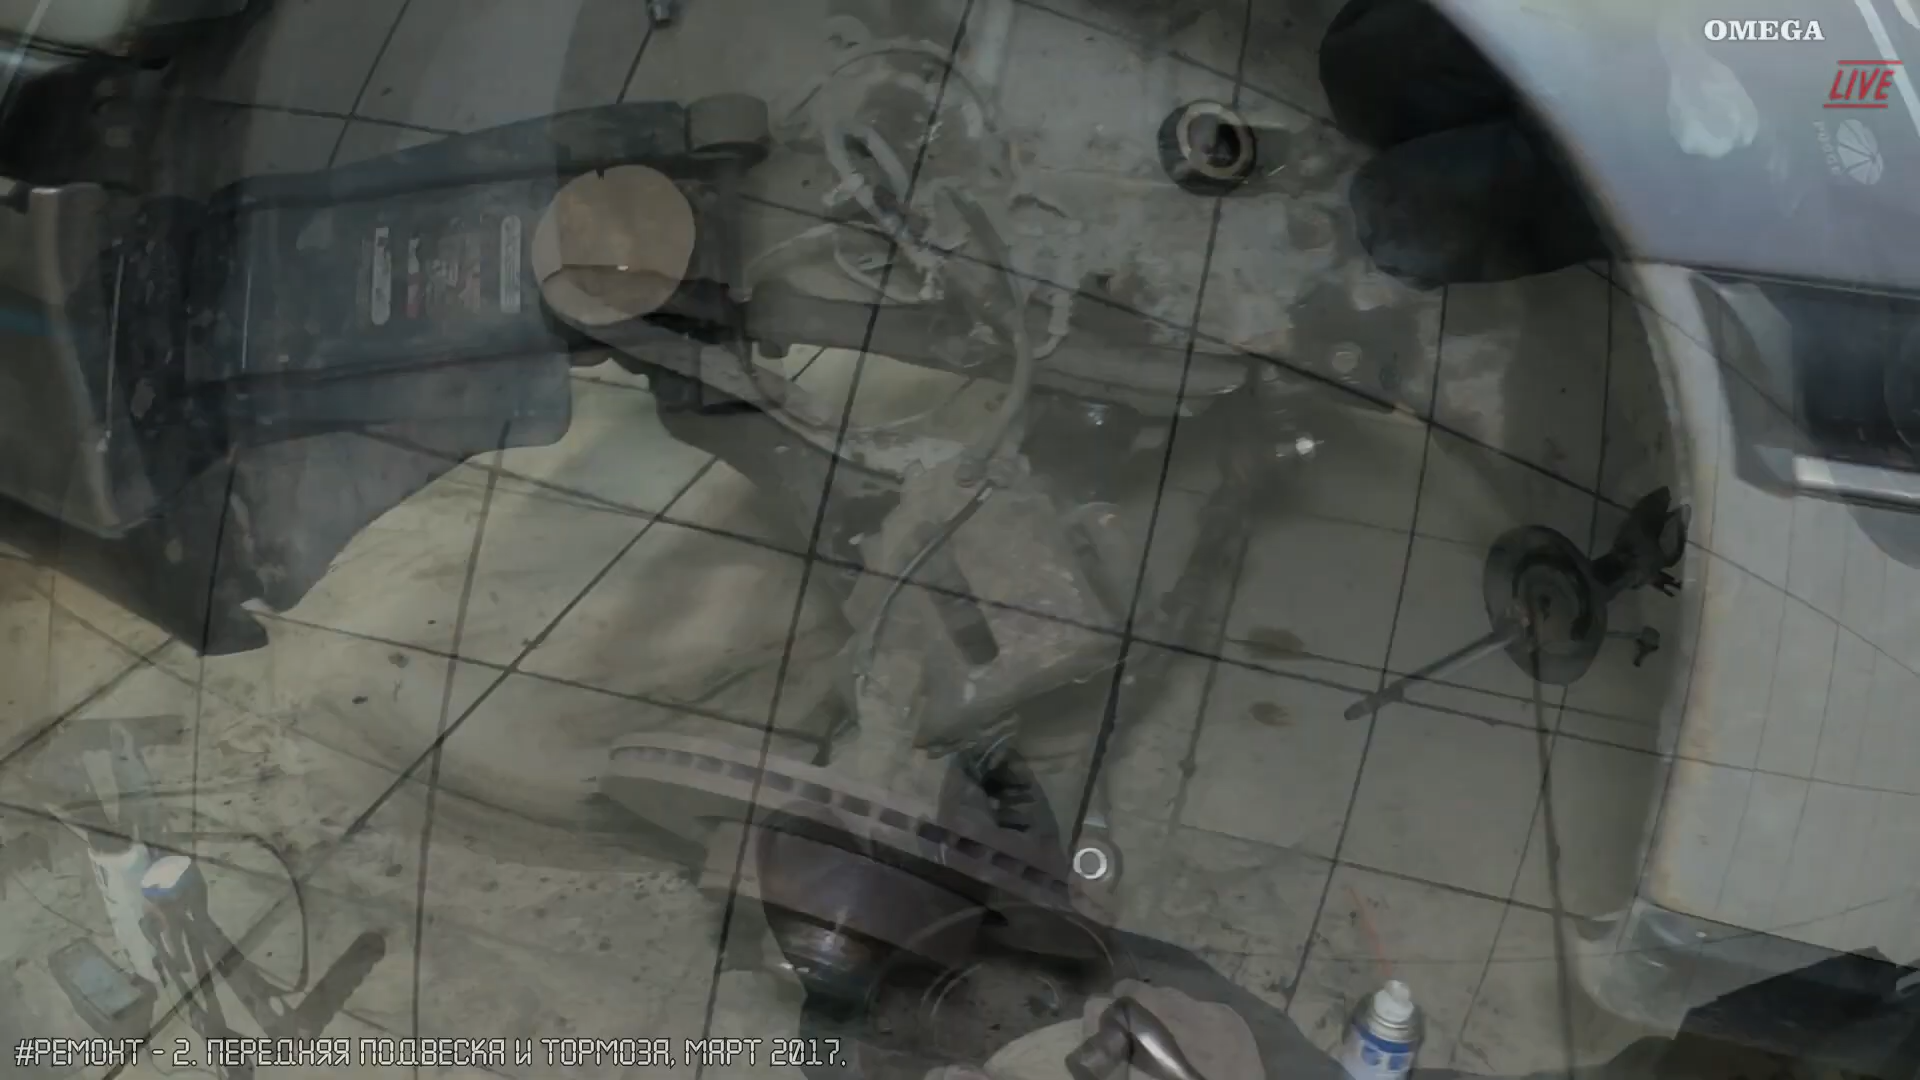 OMEGA
LIVE
#РЕМОНТ - 2. ПЕРЕДНЯЯ ПОДВЕСКА И ТОРМОЗА, МАРТ 2017.